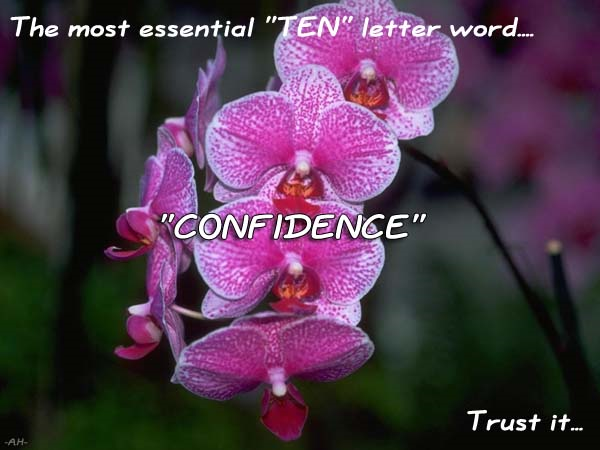 The most essential "TEN" letter word....
"CONFIDENCE"
Trust it...
-AH-